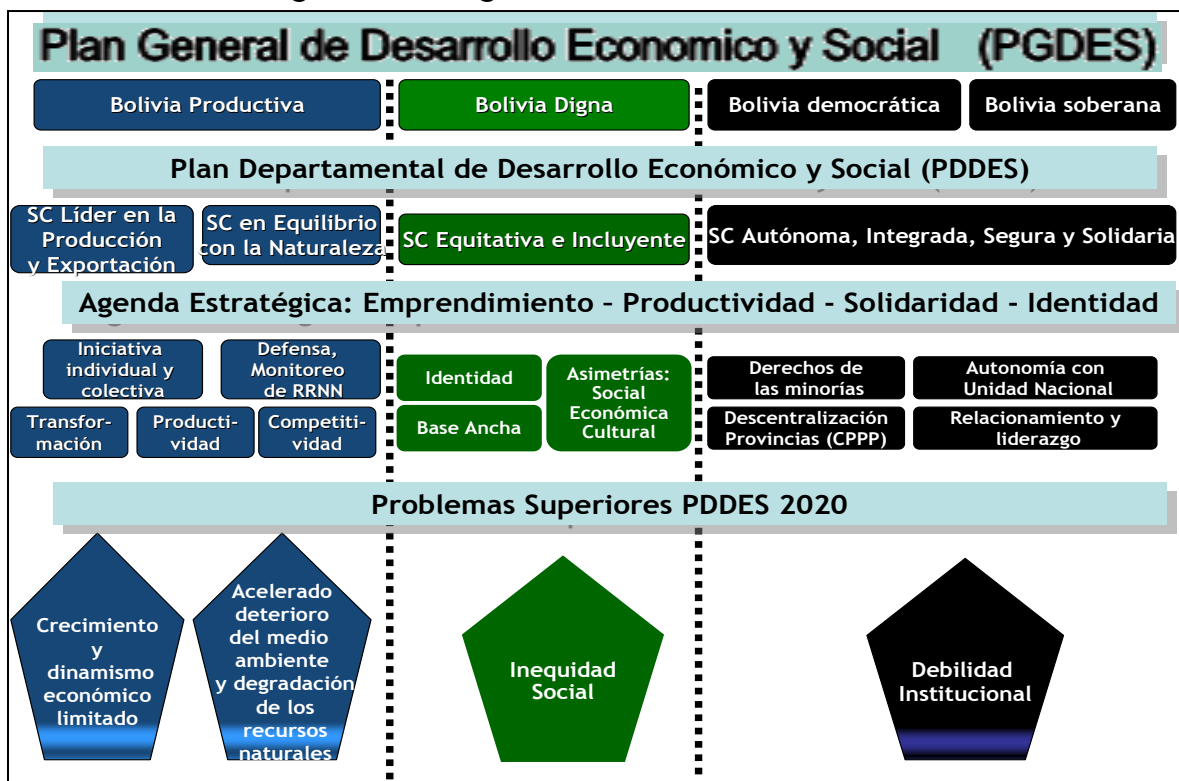 Plan General de Desarrollo Economico y Social (PGDES)
Bolivia Productiva
Bolivia Digna
Bolivia democrática
Bolivia soberana
Plan Departamental de Desarrollo Económico y Social (PDDES)
SC Líder en la
Producción
y Exportación
SC en Equilibrio
con la Naturaleza
SC Equitativa e Incluyente
SC Autónoma, Integrada, Segura y Solidaria
Agenda Estratégica: Emprendimiento - Productividad - Solidaridad - Identidad
Iniciativa
individual y
colectiva
Defensa,
Monitoreo
de RRNN
Transfor-
mación
Producti-
vidad
Competiti-
vidad
Identidad
Base Ancha
Asimetrías:
Social
Económica
Cultural
Derechos de
las minorías
Autonomía con
Unidad Nacional
Descentralización
Provincias (CPPP)
Relacionamiento y
liderazgo
Problemas Superiores PDDES 2020
Crecimiento
y
dinamismo
económico
limitado
Acelerado
deterioro
del medio
ambiente
y degradación
de los
recursos
naturales
Inequidad
Social
Debilidad
Institucional